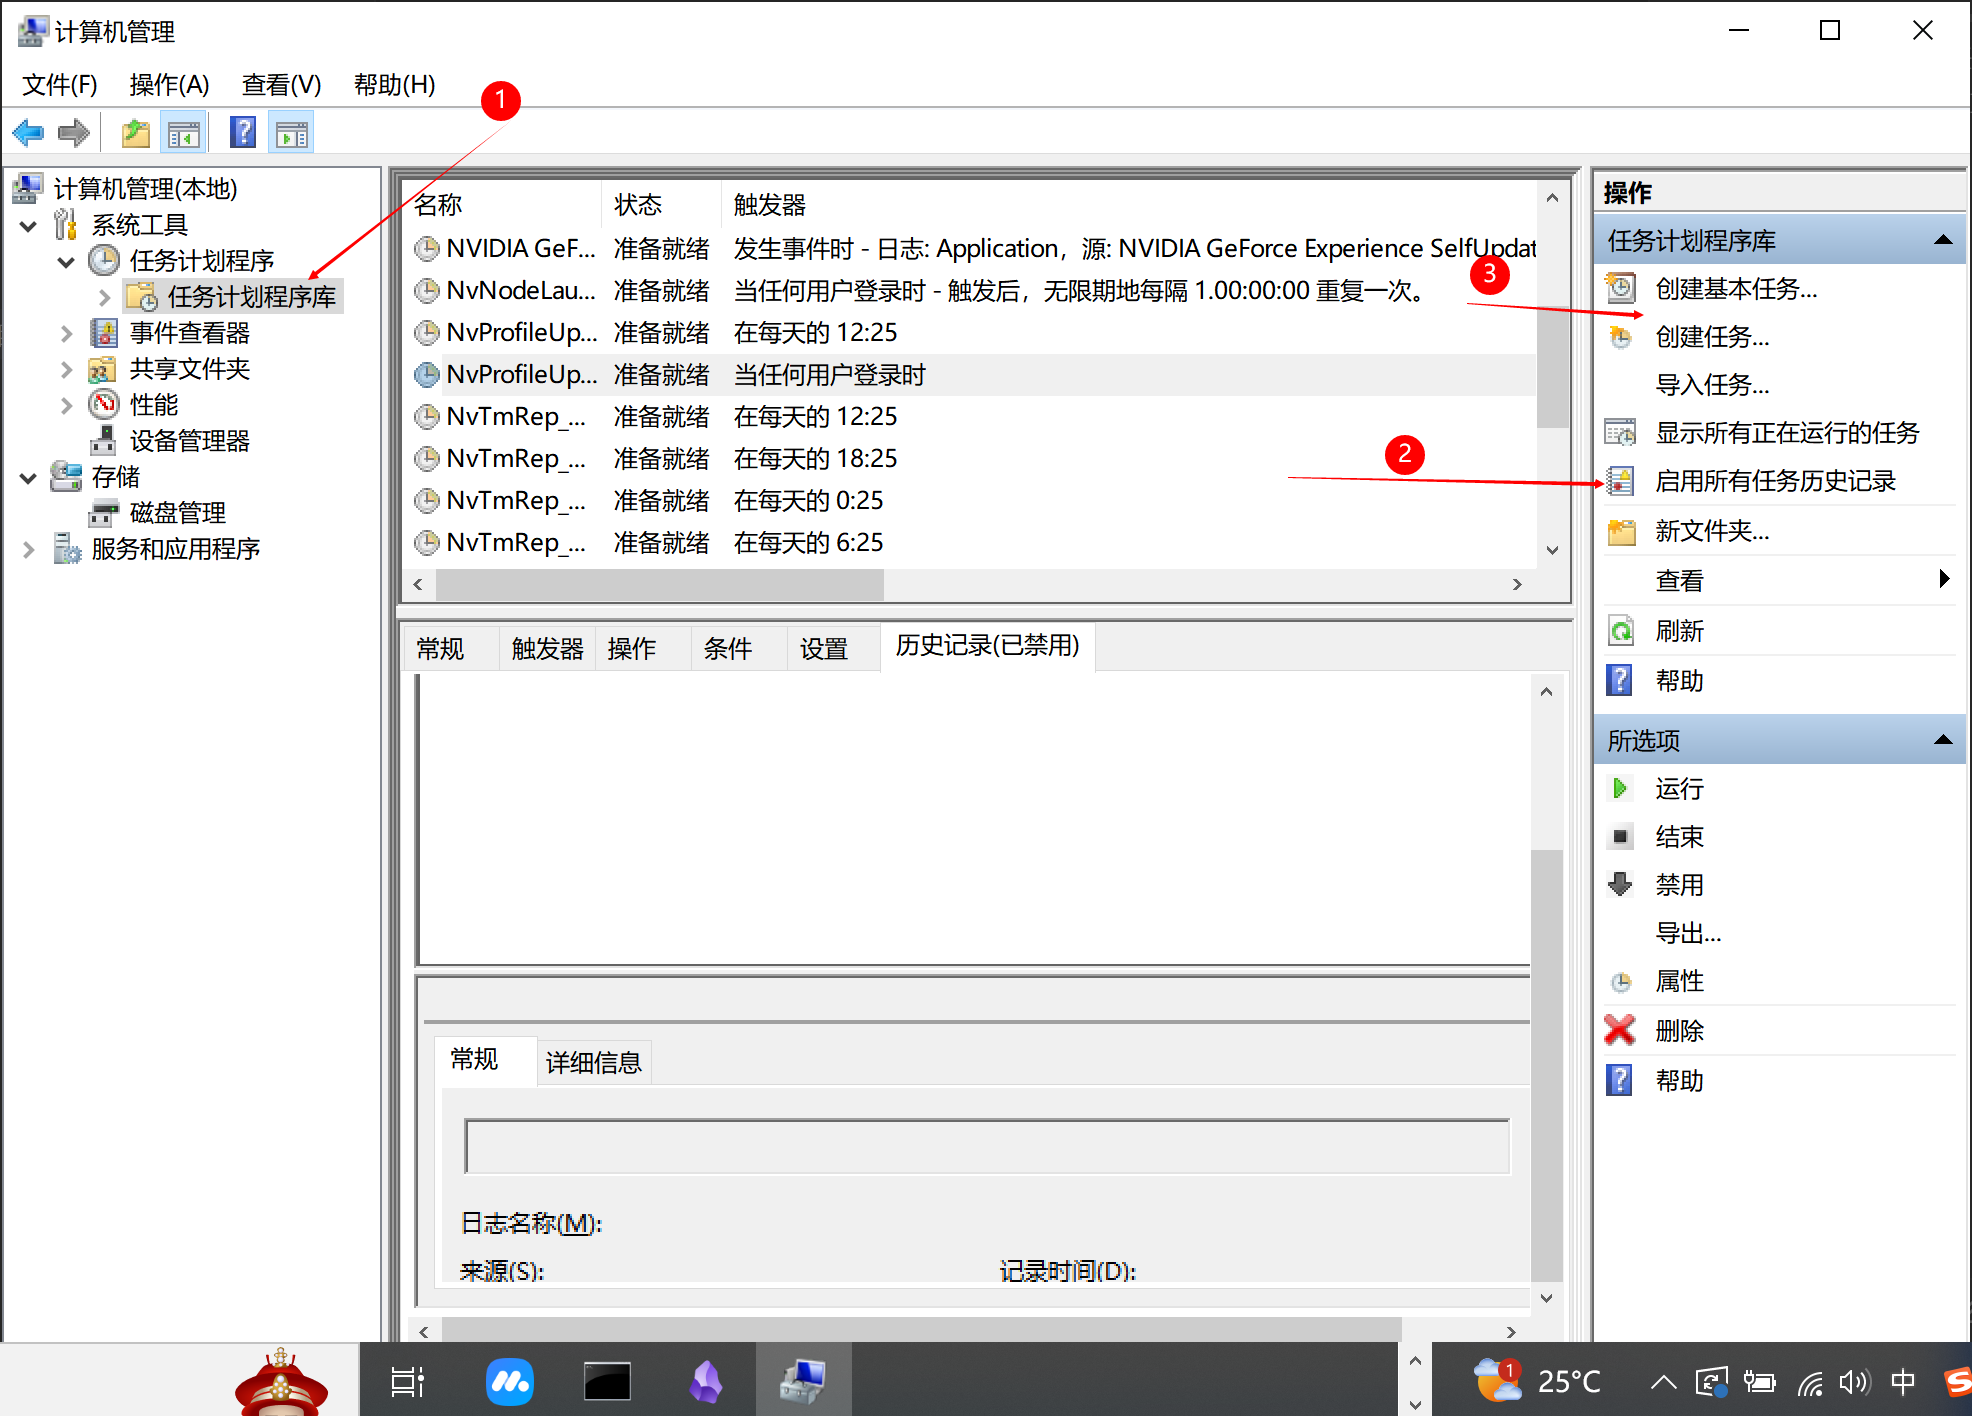 计算机管理
文件(F) 操作(A) 查看(V) 帮助(H)
1
计算机管理(本地)
系统工具
任务计划程序
任务计划程序库
事件查看器
共享文件夹
性能
设备管理器
存储
磁盘管理
服务和应用程序
名称 状态 触发器
NVIDIA GeF... 准备就绪 发生事件时 - 日志: Application，源: NVIDIA GeForce Experience SelfUpdat
NvNodeLau... 准备就绪 当任何用户登录时 - 触发后，无限期地每隔 1.00:00:00 重复一次。
NvProfileUp... 准备就绪 在每天的 12:25
NvProfileUp... 准备就绪 当任何用户登录时
NvTmRep_... 准备就绪 在每天的 12:25
NvTmRep_... 准备就绪 在每天的 18:25
NvTmRep_... 准备就绪 在每天的 0:25
NvTmRep_... 准备就绪 在每天的 6:25
3
2
常规 触发器 操作 条件 设置 历史记录(已禁用)
常规 详细信息
日志名称(M):
来源(S): 记录时间(D):
操作
任务计划程序库
创建基本任务...
创建任务...
导入任务...
显示所有正在运行的任务
启用所有任务历史记录
新文件夹...
查看
刷新
帮助
所选项
运行
结束
禁用
导出...
属性
删除
帮助
1 25°C 中